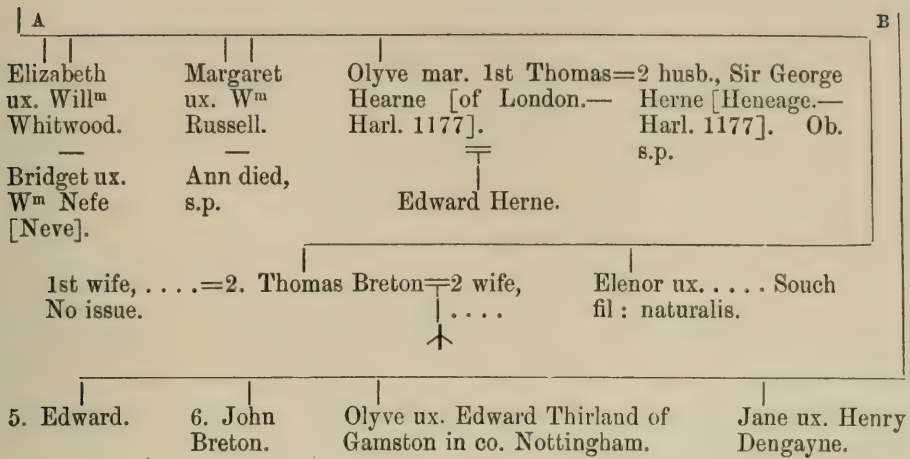 A B
Elizabeth
ux. Willᵐ
Whitwood.
—
Bridget ux.
Wᵐ Nefe
[Neve].
Margaret
ux. Wᵐ
Russell.
—
Ann died,
s.p.
Olyve mar. 1st Thomas=2 husb., Sir George
Hearne [of London.— Herne [Heneage.—
Harl. 1177]. Harl. 1177]. Ob.
s.p.
Edward Herne.
1st wife, . . . .=2. Thomas Breton=2 wife,
No issue. . . . .
Elenor ux. . . . . Souch
fil : naturalis.
5. Edward.
6. John
Breton.
Olyve ux. Edward Thirland of
Gamston in co. Nottingham.
Jane ux. Henry
Dengayne.